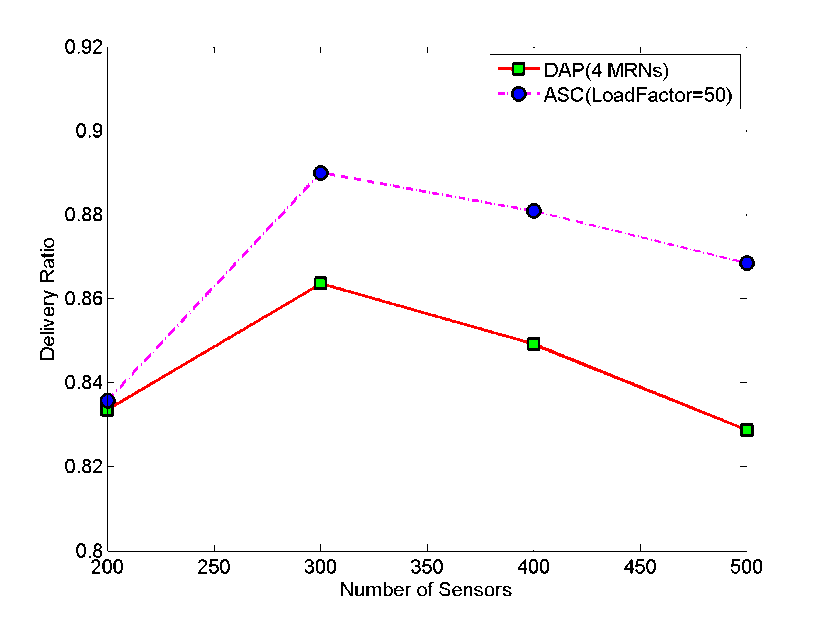 0.92
0.9
0.88
0.86
0.84
0.82
0.8
Delivery Ratio
DAP(4 MRNs)
ASC(LoadFactor=50)
200 250 300 350 400 450 500
Number of Sensors